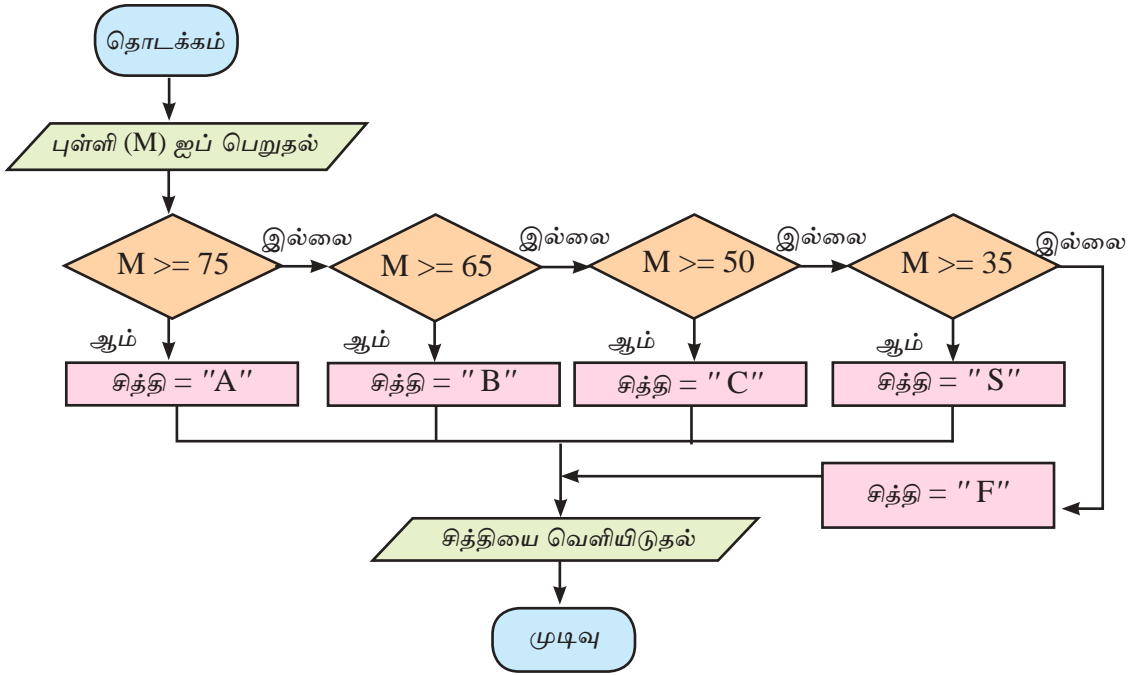 தொடக்கம்
புள்ளி (M) ஐப் பெறுதல்
இல்லை இல்லை இல்லை இல்லை
M >= 75 M >= 65 M >= 50 M >= 35
ஆம் ஆம் ஆம் ஆம்
சித்தி = "A" சித்தி = "B" சித்தி = "C" சித்தி = "S"
சித்தி = "F"
சித்தியை வெளியிடுதல்
முடிவு